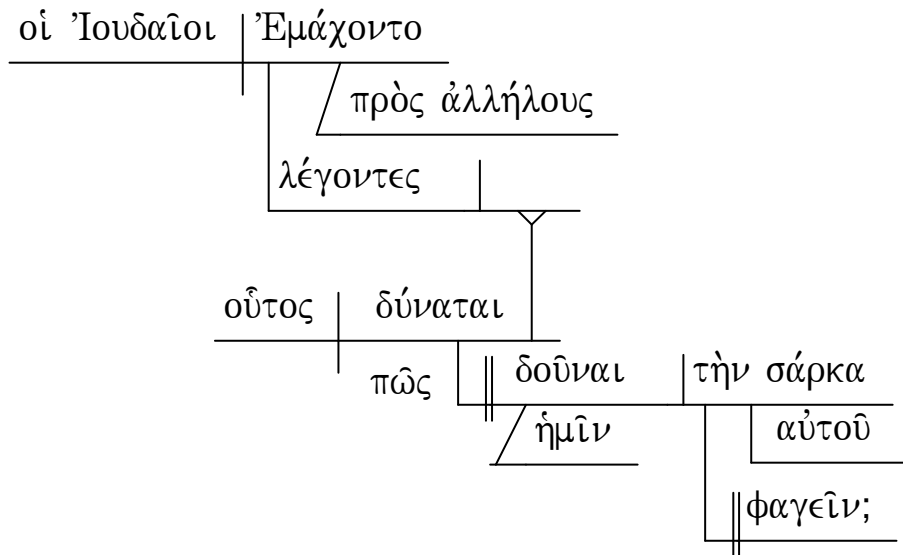 οἱ Ἰουδαῖοι Ἐμάχοντο
πρὸς ἀλλήλους
λέγοντες
οὗτος δύναται
πῶς δοῦναι τὴν σάρκα
ἡμῖν αὐτοῦ
φαγεῖν;